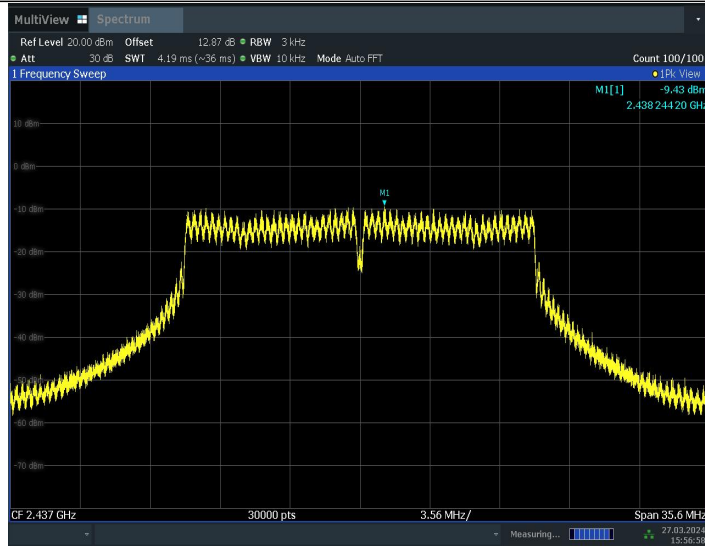 MultiView Spectrum
Ref Level 20.00 dBm Offset 12.87 dB RBW 3 kHz
Att 30 dB SWT 4.19 ms (~36 ms) VBW 10 kHz Mode Auto FFT Count 100/100
1 Frequency Sweep 1Pk View
M1[1] -9.43 dBm
2.43824420 GHz
10 dBm
0 dBm
M1
-10 dBm
-20 dBm
-30 dBm
-40 dBm
-50 dBm
-60 dBm
-70 dBm
CF 2.437 GHz 30000 pts 3.56 MHz/ Span 35.6 MHz
Measuring... 27.03.2024
15:56:58